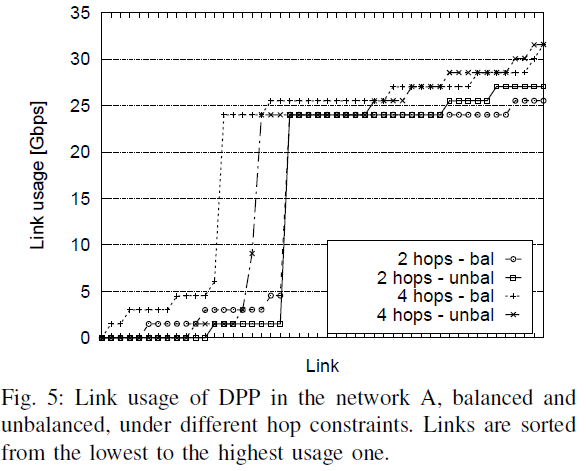 35
30
25
20
15
10
5
0
Link usage [Gbps]
2 hops - bal
2 hops - unbal
4 hops - bal
4 hops - unbal
Link
Fig. 5: Link usage of DPP in the network A, balanced and
unbalanced, under different hop constraints. Links are sorted
from the lowest to the highest usage one.